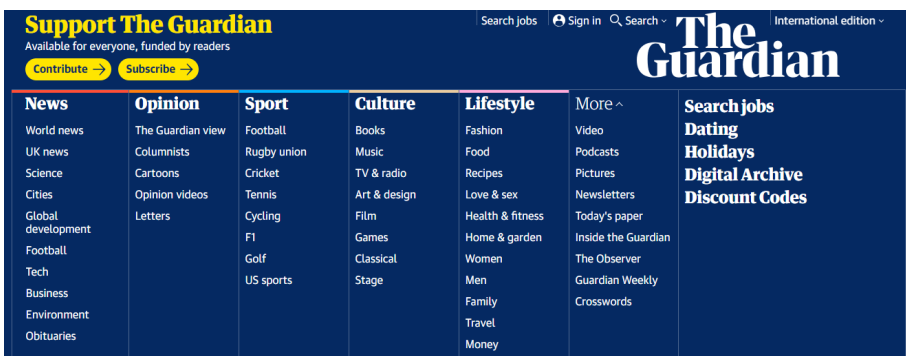 Support The Guardian
Available for everyone, funded by readers
Contribute →
Subscribe →
Search jobs
Sign in
Search
International edition
The
Guardian
News
World news
UK news
Science
Cities
Global
development
Football
Tech
Business
Environment
Obituaries
Opinion
The Guardian view
Columnists
Cartoons
Opinion videos
Letters
Sport
Football
Rugby union
Cricket
Tennis
Cycling
F1
Golf
US sports
Culture
Books
Music
TV & radio
Art & design
Film
Games
Classical
Stage
Lifestyle
Fashion
Food
Recipes
Love & sex
Health & fitness
Home & garden
Women
Men
Family
Travel
Money
More
Video
Podcasts
Pictures
Newsletters
Today's paper
Inside the Guardian
The Observer
Guardian Weekly
Crosswords
Search jobs
Dating
Holidays
Digital Archive
Discount Codes